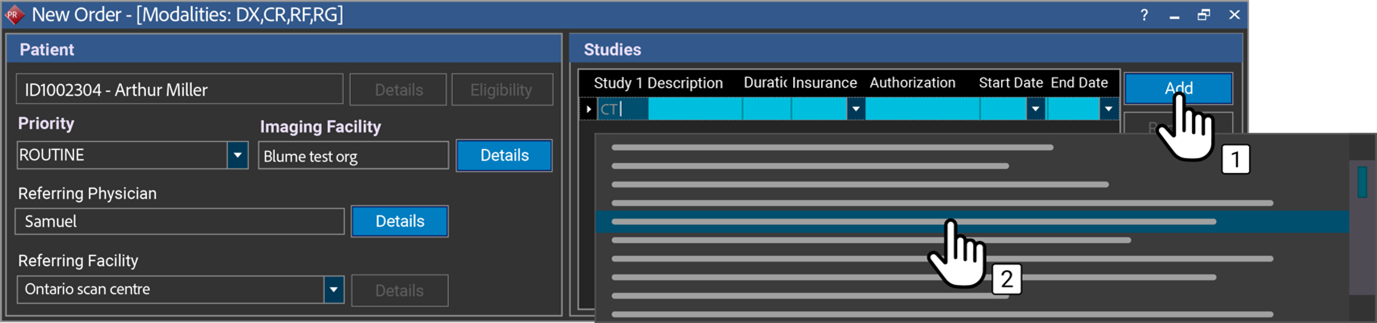 PR New Order - [Modalities: DX,CR,RF,RG] ?
Patient
ID1002304 - Arthur Miller Details Eligibility
Priority Imaging Facility
ROUTINE Blume test org Details
Referring Physician
Samuel Details
Referring Facility
Ontario scan centre Details
Studies
Study 1 Description Duratic Insurance Authorization Start Date End Date Add
CT
1
2